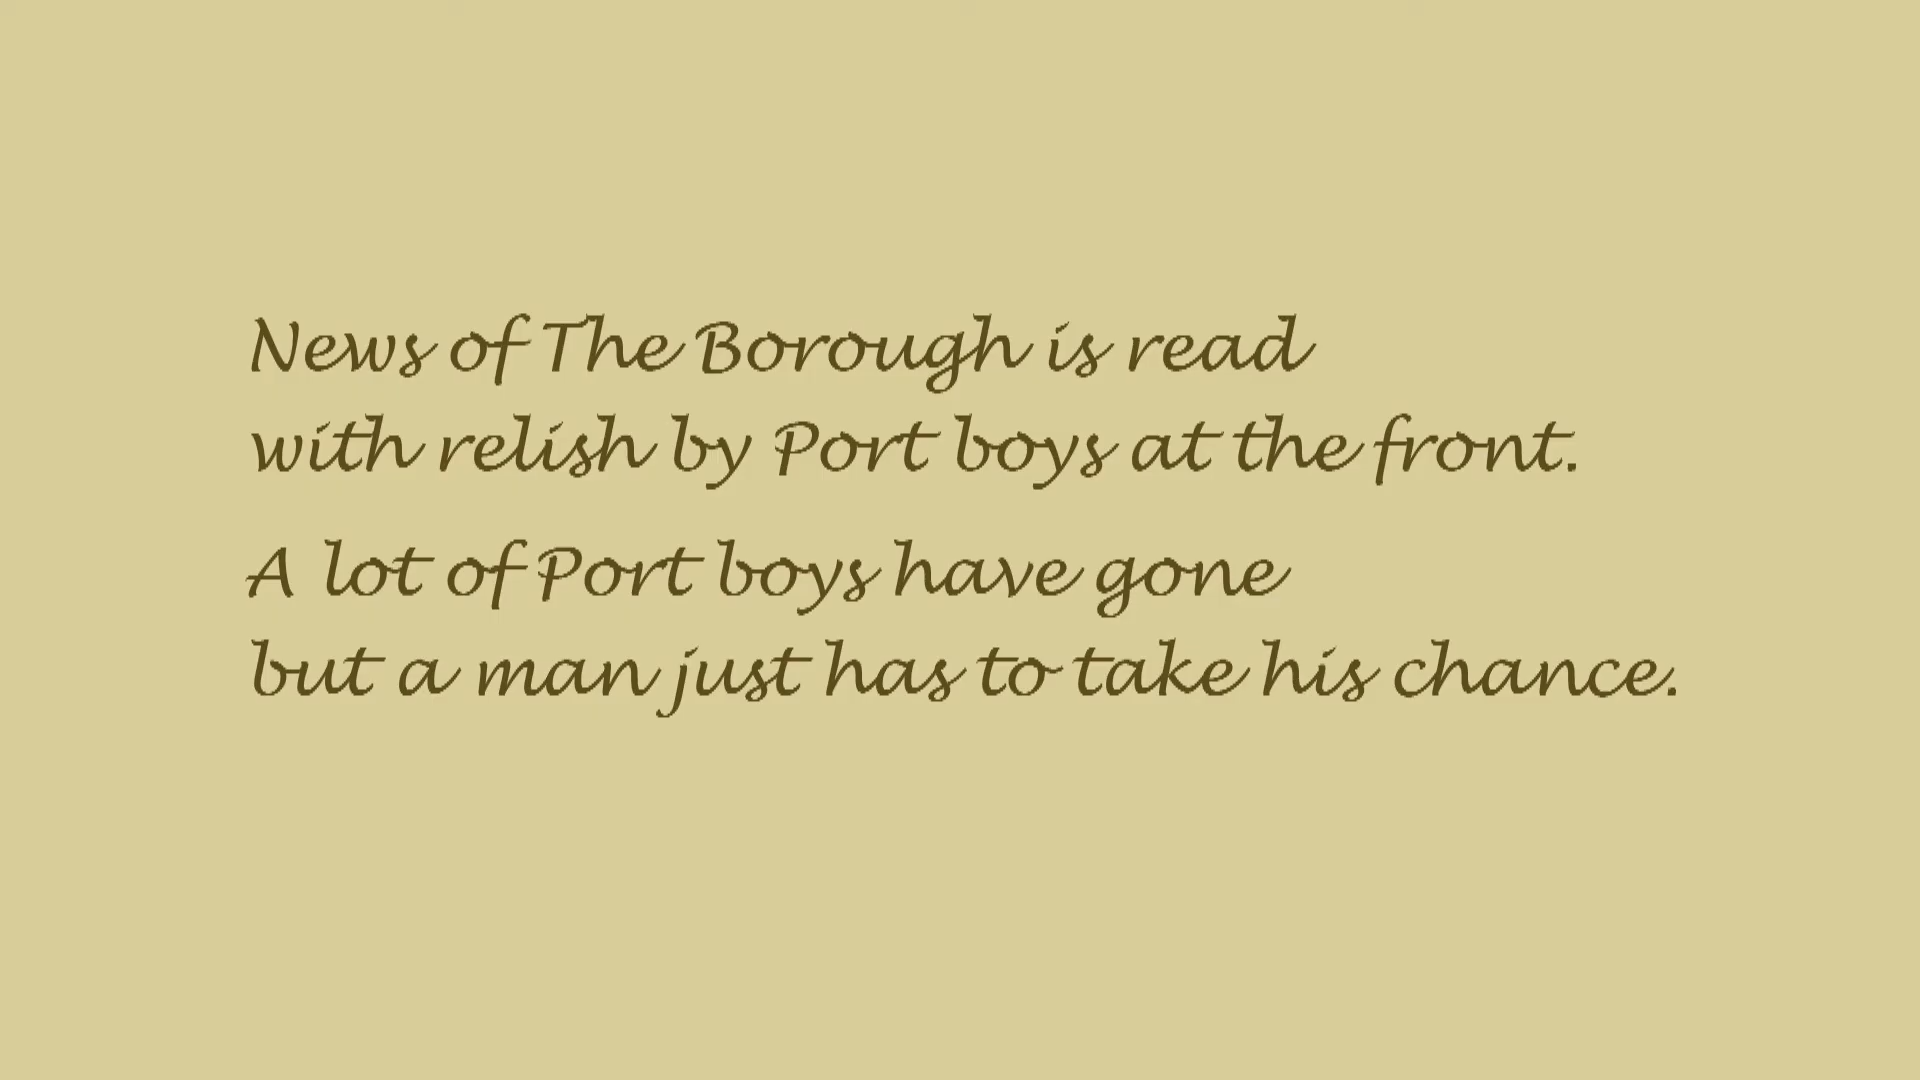 News of The Borough is read
with relish by Port boys at the front.
A lot of Port boys have gone
but a man just has to take his chance.